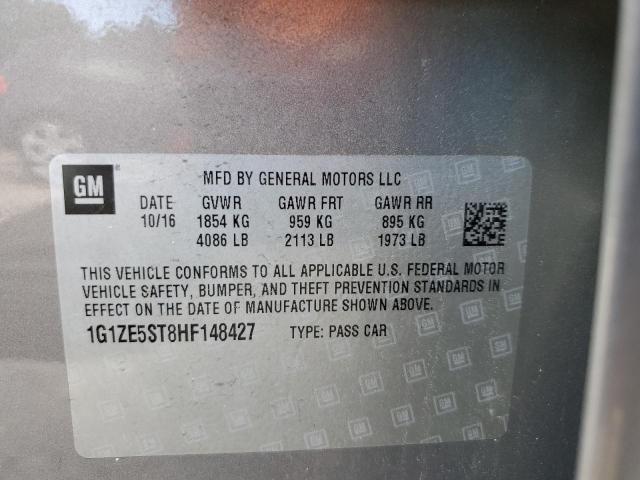 GM
MFD BY GENERAL MOTORS LLC
DATE GVWR GAWR FRT GAWR RR
10/16 1854 KG 959 KG 895 KG
4086 LB 2113 LB 1973 LB
THIS VEHICLE CONFORMS TO ALL APPLICABLE U.S. FEDERAL MOTOR
VEHICLE SAFETY, BUMPER, AND THEFT PREVENTION STANDARDS IN
EFFECT ON THE DATE OF MANUFACTURE SHOWN ABOVE.
1G1ZE5ST8HF148427 TYPE: PASS CAR